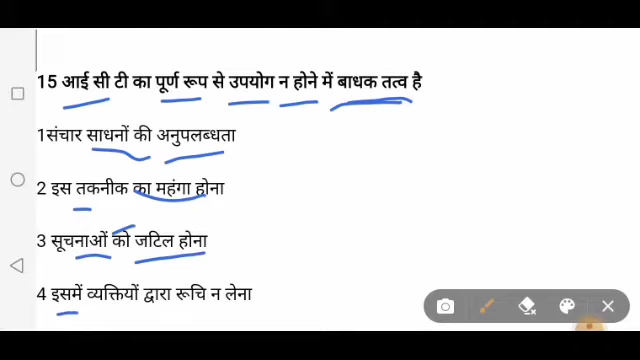 15 आई सी टी का पूर्ण रूप से उपयोग न होने में बाधक तत्व है
1संचार साधनों की अनुपलब्धता
2 इस तकनीक का महंगा होना
3 सूचनाओं को जटिल होना
4 इसमें व्यक्तियों द्वारा रूचि न लेना